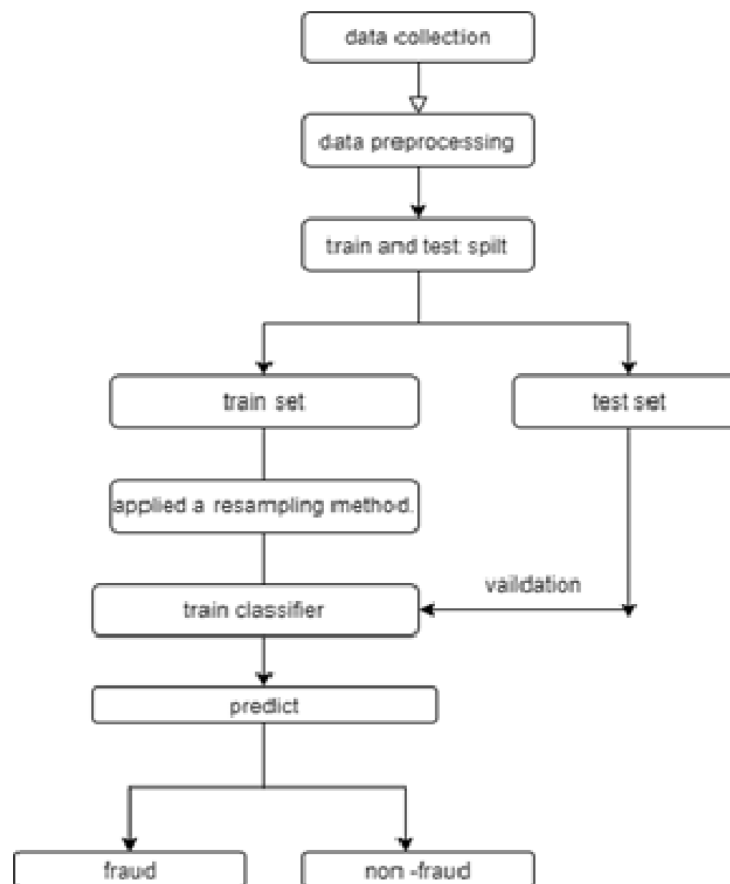 data collection
data preprocessing
train and test spilt
train set
test set
applied a resampling method.
vaildation
train classifier
predict
fraud
non -fraud